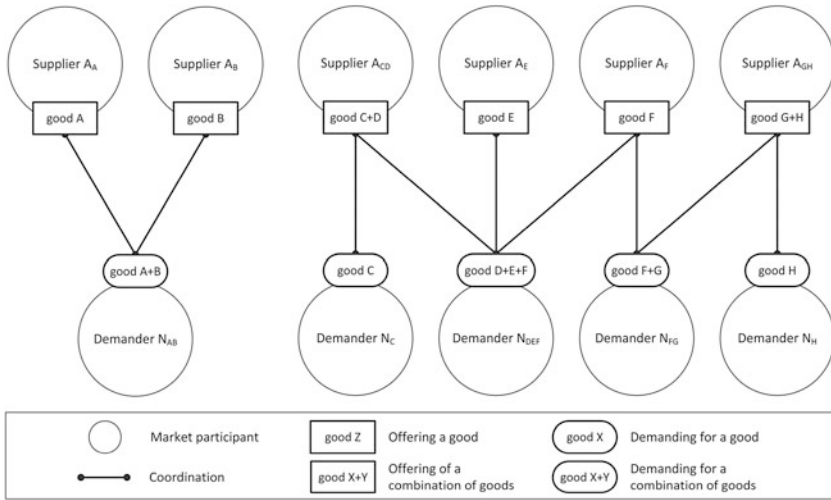 Supplier A_A
Supplier A_B
Supplier A_CD
Supplier A_E
Supplier A_F
Supplier A_GH
good A
good B
good C+D
good E
good F
good G+H
good A+B
good C
good D+E+F
good F+G
good H
Demander N_AB
Demander N_C
Demander N_DEF
Demander N_FG
Demander N_H
Market participant
good Z
Offering a good
good X
Demanding for a good
Coordination
good X+Y
Offering of a
combination of goods
good X+Y
Demanding for a
combination of goods